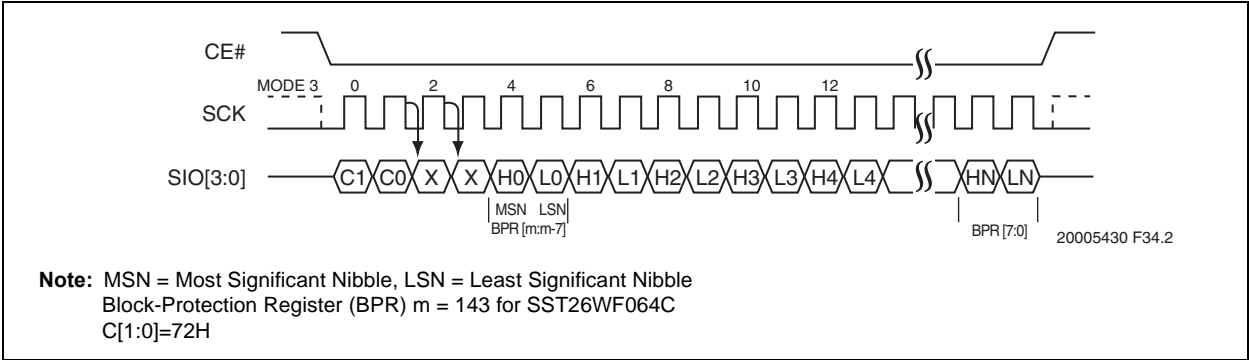 CE#
MODE 3 0 2 4 6 8 10 12
SCK
SIO[3:0] C1 C0 X X H0 L0 H1 L1 H2 L2 H3 L3 H4 L4 HN LN
MSN LSN
BPR [m:m-7]
BPR [7:0]
20005430 F34.2
Note: MSN = Most Significant Nibble, LSN = Least Significant Nibble
Block-Protection Register (BPR) m = 143 for SST26WF064C
C[1:0]=72H